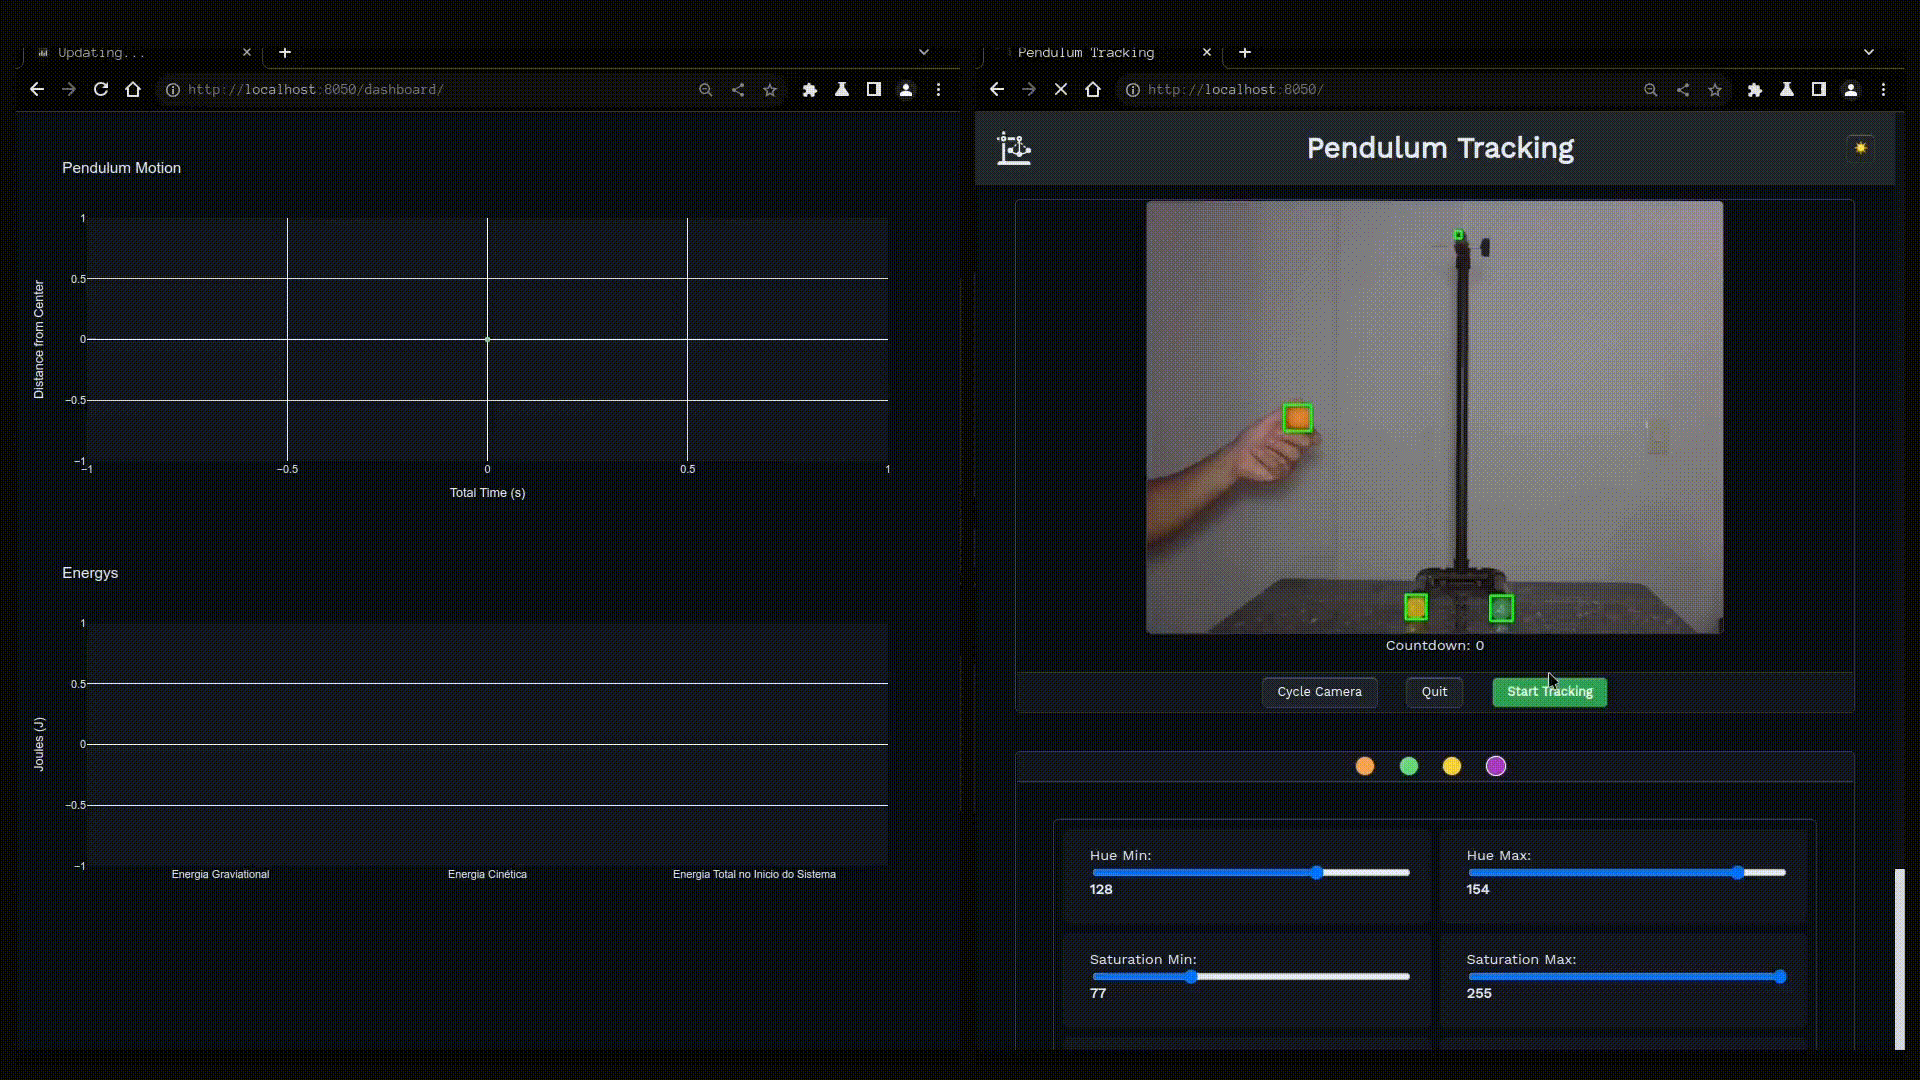 Updating...
http://localhost:8050/dashboard/
Pendulum Motion
1
0.5
0
−0.5
−1
Distance from Center
−1
−0.5
0
0.5
1
Total Time (s)
Energys
1
0.5
0
−0.5
−1
Joules (J)
Energia Graviational
Energia Cinética
Energia Total no Inicio do Sistema
Pendulum Tracking
http://localhost:8050/
Pendulum Tracking
Countdown: 0
Cycle Camera
Quit
Start Tracking
Hue Min:
128
Hue Max:
154
Saturation Min:
77
Saturation Max:
255